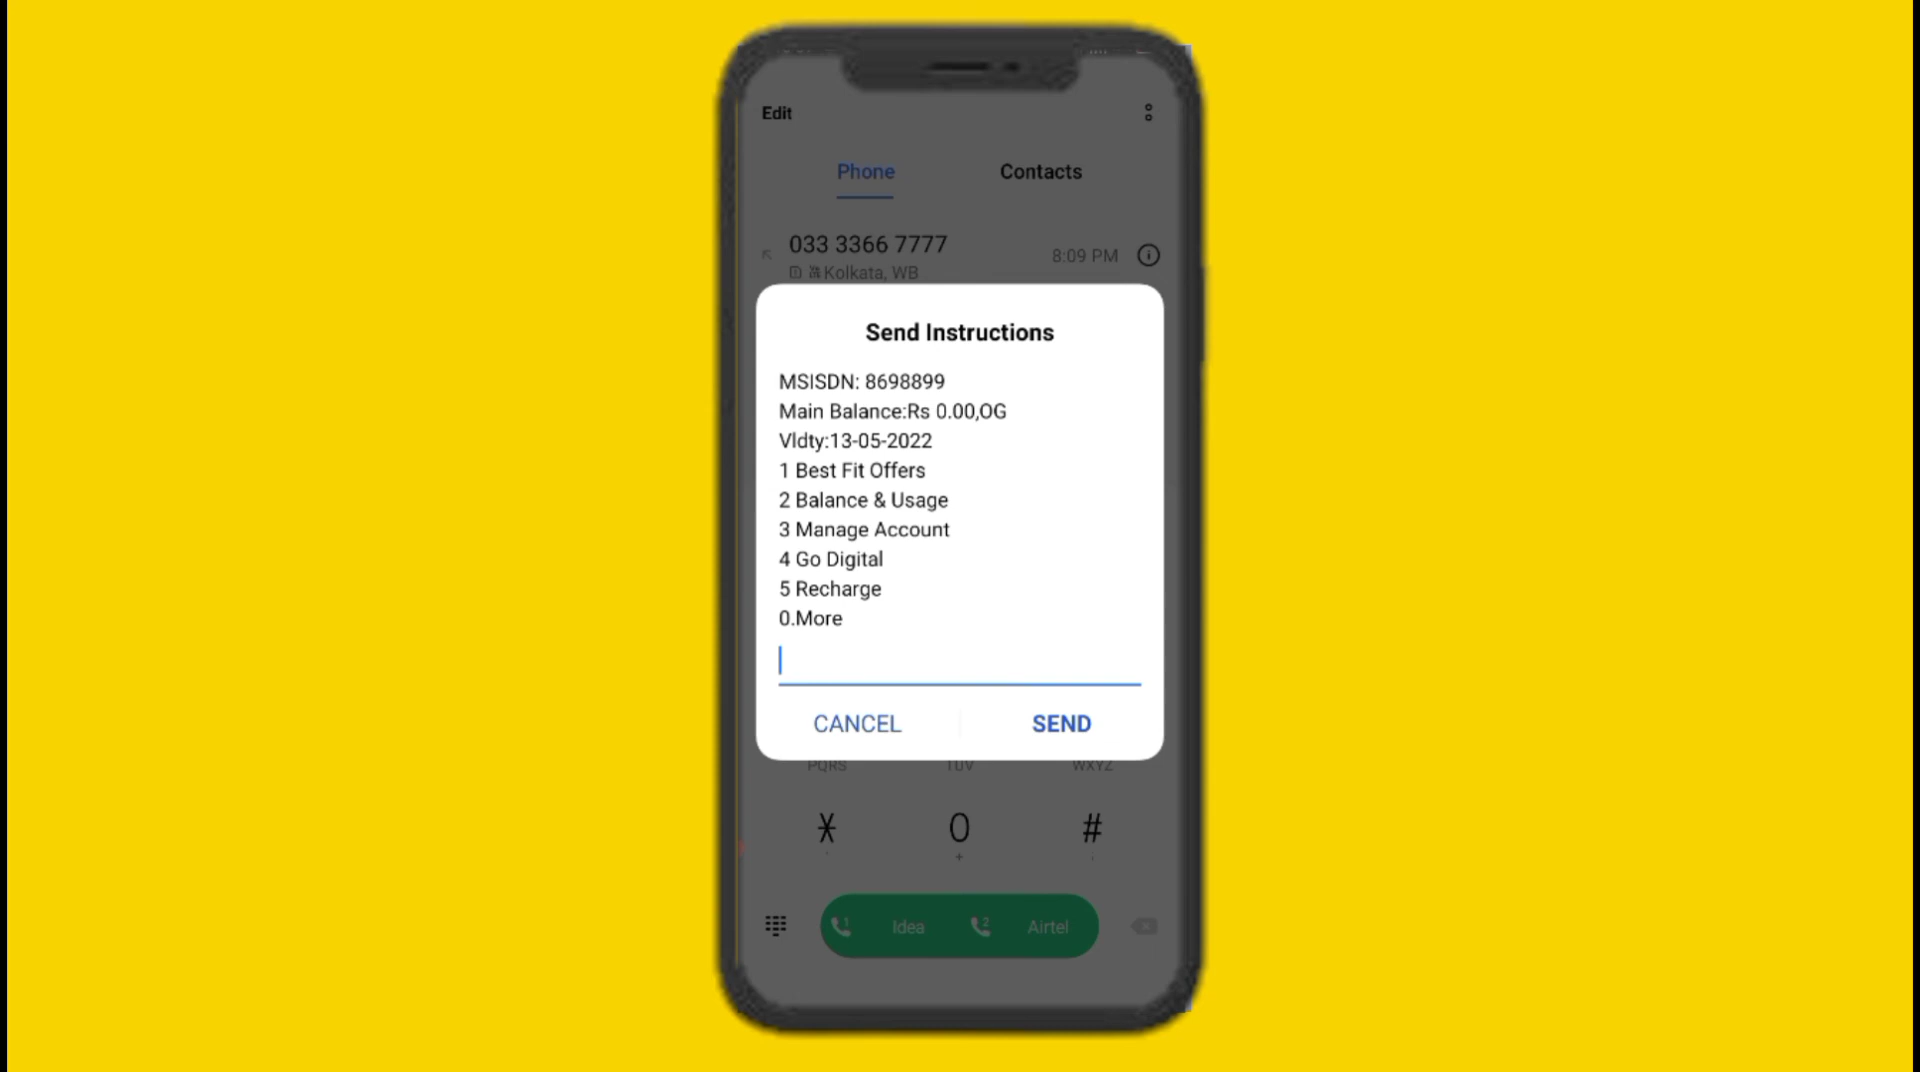 Edit
Phone
Contacts
033 3366 7777
8:09 PM
Kolkata, WB
Send Instructions
MSISDN: 8698899
Main Balance:Rs 0.00,OG
Vldty:13-05-2022
1 Best Fit Offers
2 Balance & Usage
3 Manage Account
4 Go Digital
5 Recharge
0.More
CANCEL
SEND
PQRS
TUV
WXYZ
* 0 #
+
1 Idea 2 Airtel